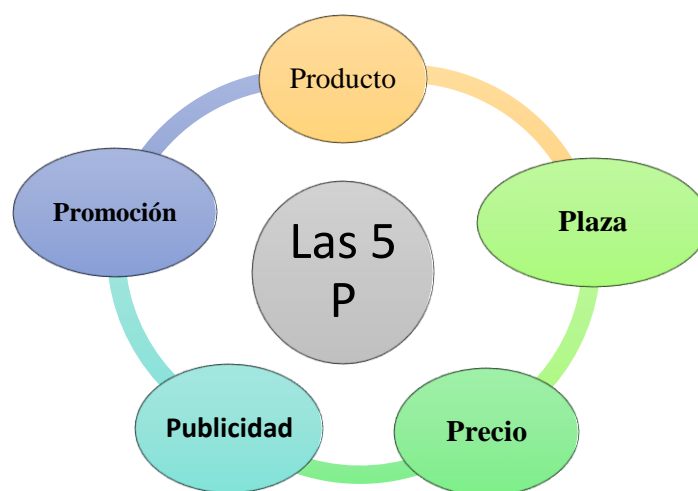 Producto
Promoción
Plaza
Las 5
P
Publicidad
Precio